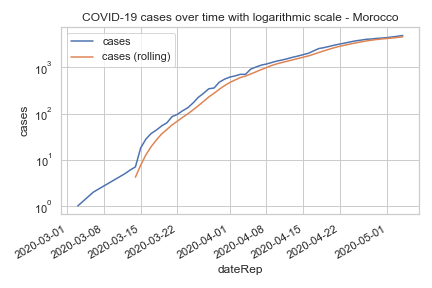 COVID-19 cases over time with logarithmic scale - Morocco
cases
cases (rolling)
cases
10³
10²
10¹
10⁰
2020-03-01
2020-03-08
2020-03-15
2020-03-22
2020-04-01
2020-04-08
2020-04-15
2020-04-22
2020-05-01
dateRep